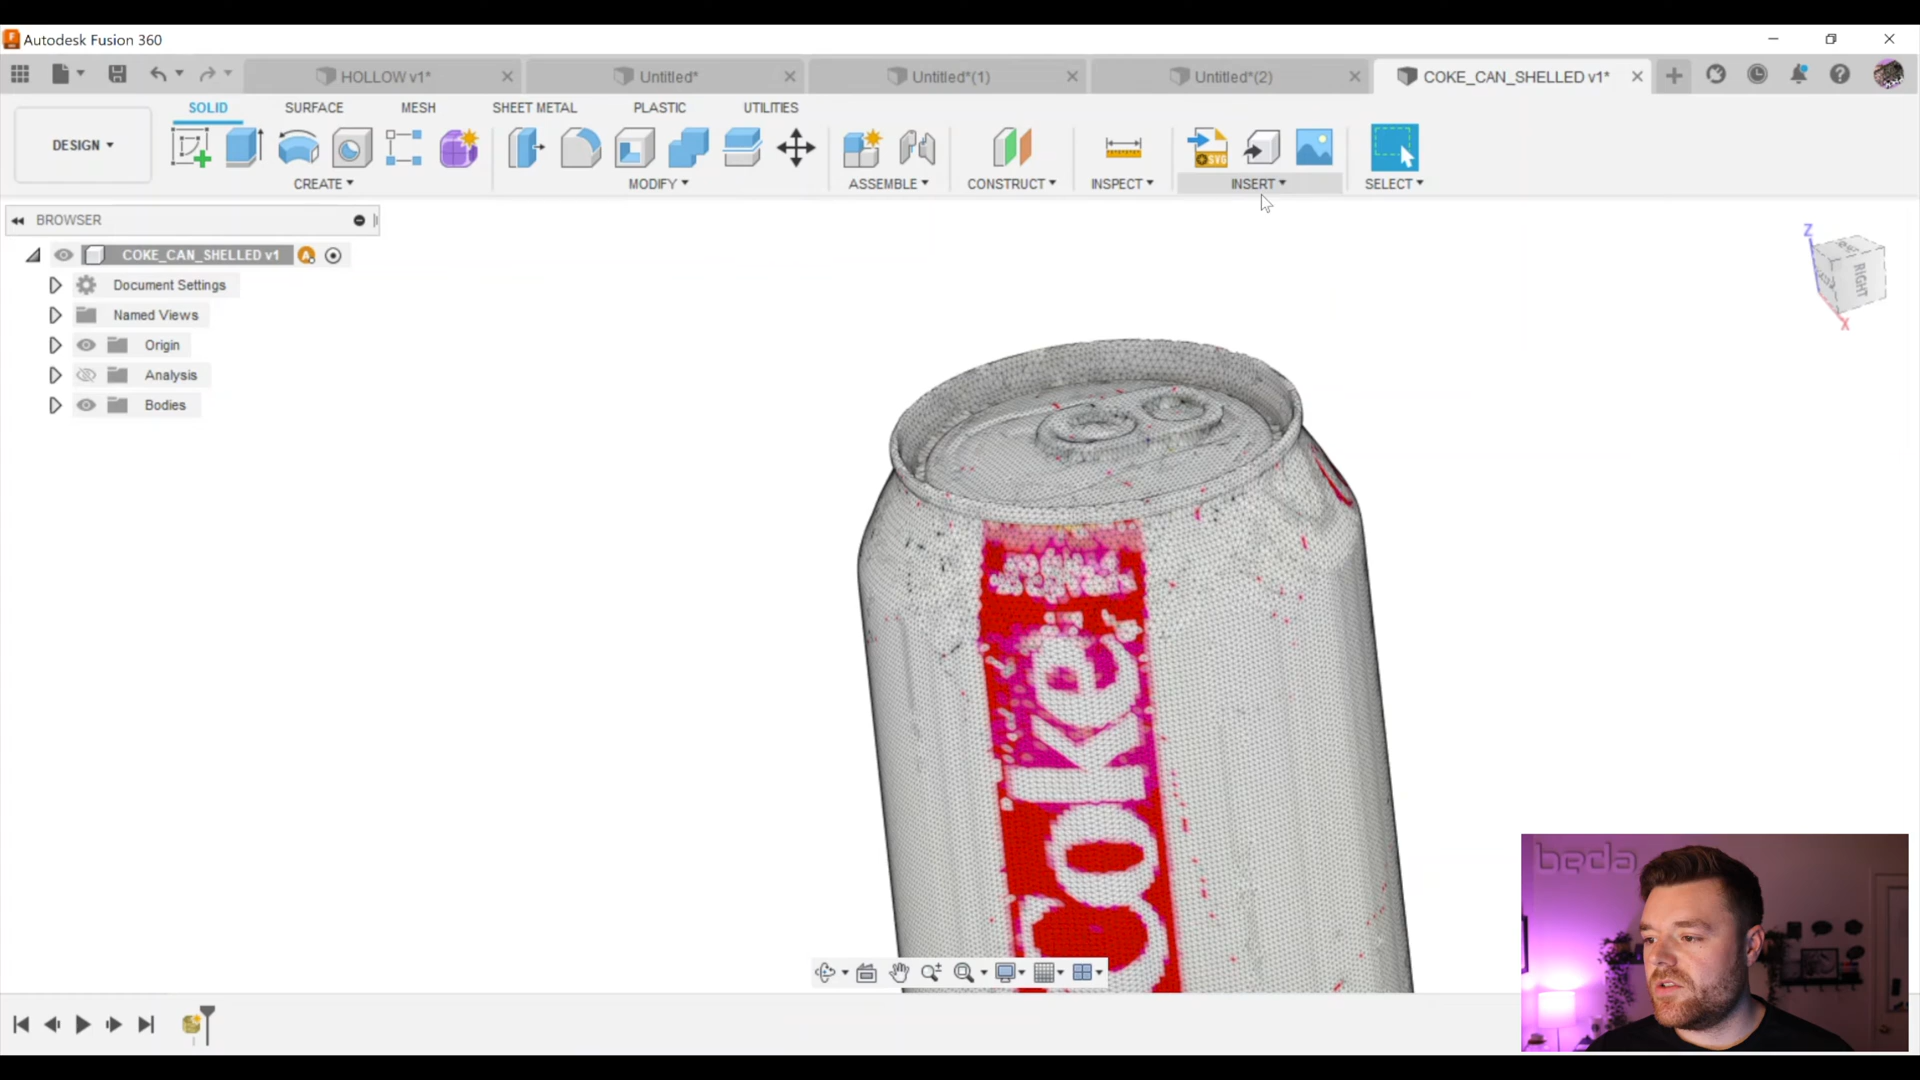 Autodesk Fusion 360
HOLLOW v1*
Untitled*
Untitled*(1)
Untitled*(2)
COKE_CAN_SHELLED v1*
DESIGN
SOLID
SURFACE
MESH
SHEET METAL
PLASTIC
UTILITIES
SVG
CREATE
MODIFY
ASSEMBLE
CONSTRUCT
INSPECT
INSERT
SELECT
BROWSER
COKE_CAN_SHELLED v1
Document Settings
Named Views
Origin
Analysis
Bodies
Z
RIGHT
X
Coke
beda